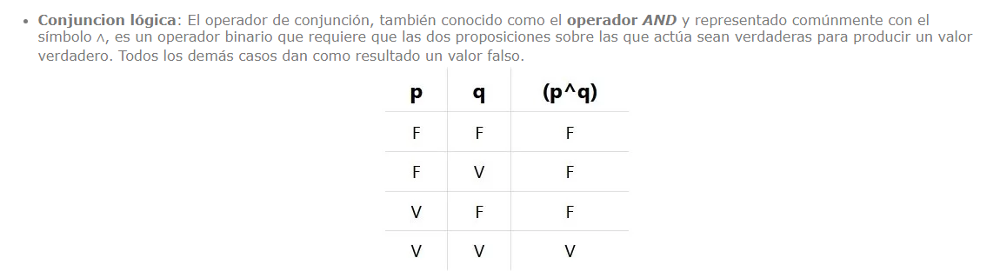 • Conjuncion lógica: El operador de conjunción, también conocido como el operador AND y representado comúnmente con el
símbolo ∧, es un operador binario que requiere que las dos proposiciones sobre las que actúa sean verdaderas para producir un valor
verdadero. Todos los demás casos dan como resultado un valor falso.
p q (p^q)
F F F
F V F
V F F
V V V